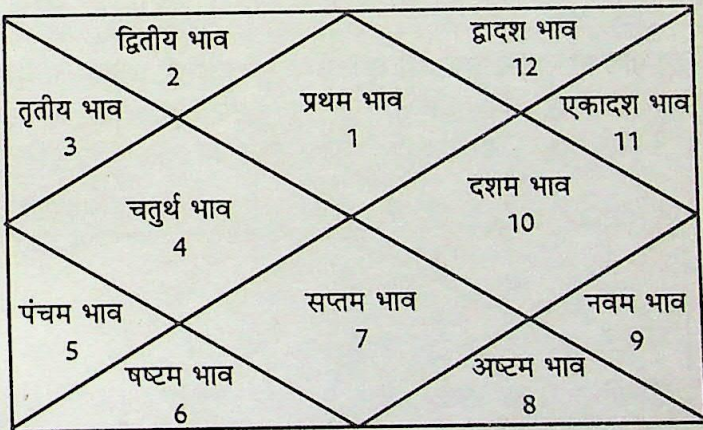 द्वितीय भाव
2
द्वादश भाव
12
तृतीय भाव
3
प्रथम भाव
1
एकादश भाव
11
चतुर्थ भाव
4
दशम भाव
10
पंचम भाव
5
सप्तम भाव
7
नवम भाव
9
षष्टम भाव
6
अष्टम भाव
8